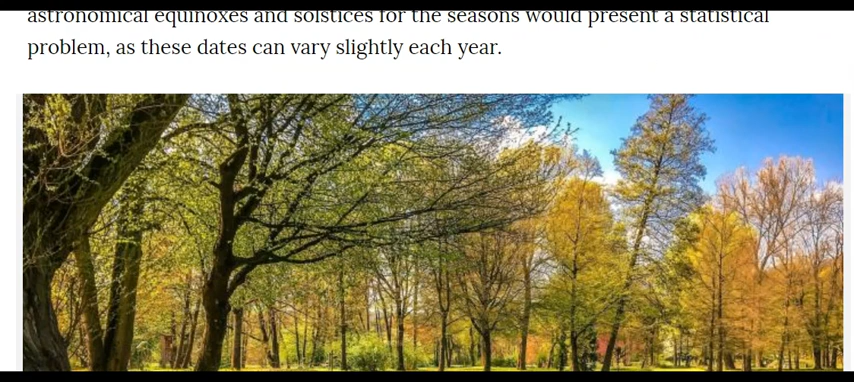 astronomical equinoxes and solstices for the seasons would present a statistical
problem, as these dates can vary slightly each year.